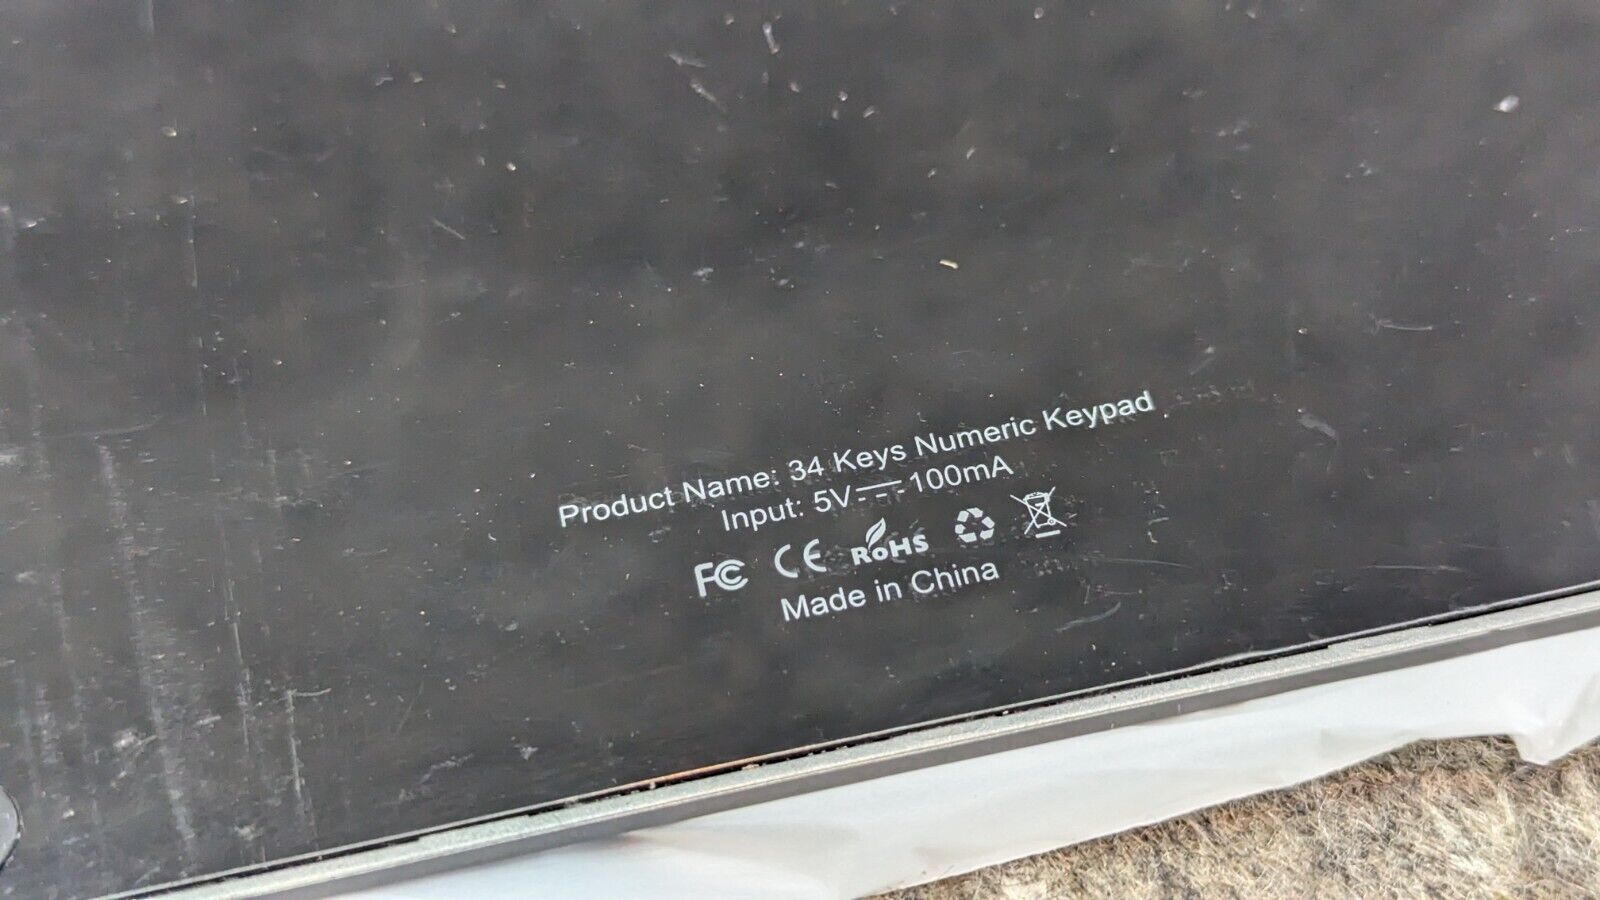 Product Name: 34 Keys Numeric Keypad
Input: 5V⎓100mA
FC CE RoHS
Made in China